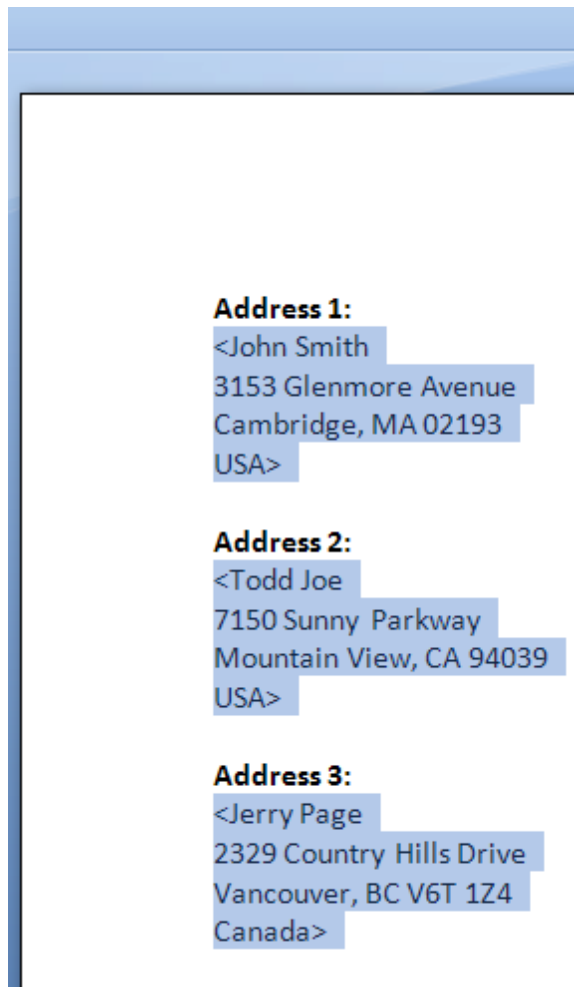 Address 1:
<John Smith
3153 Glenmore Avenue
Cambridge, MA 02193
USA>
Address 2:
<Todd Joe
7150 Sunny Parkway
Mountain View, CA 94039
USA>
Address 3:
<Jerry Page
2329 Country Hills Drive
Vancouver, BC V6T 1Z4
Canada>